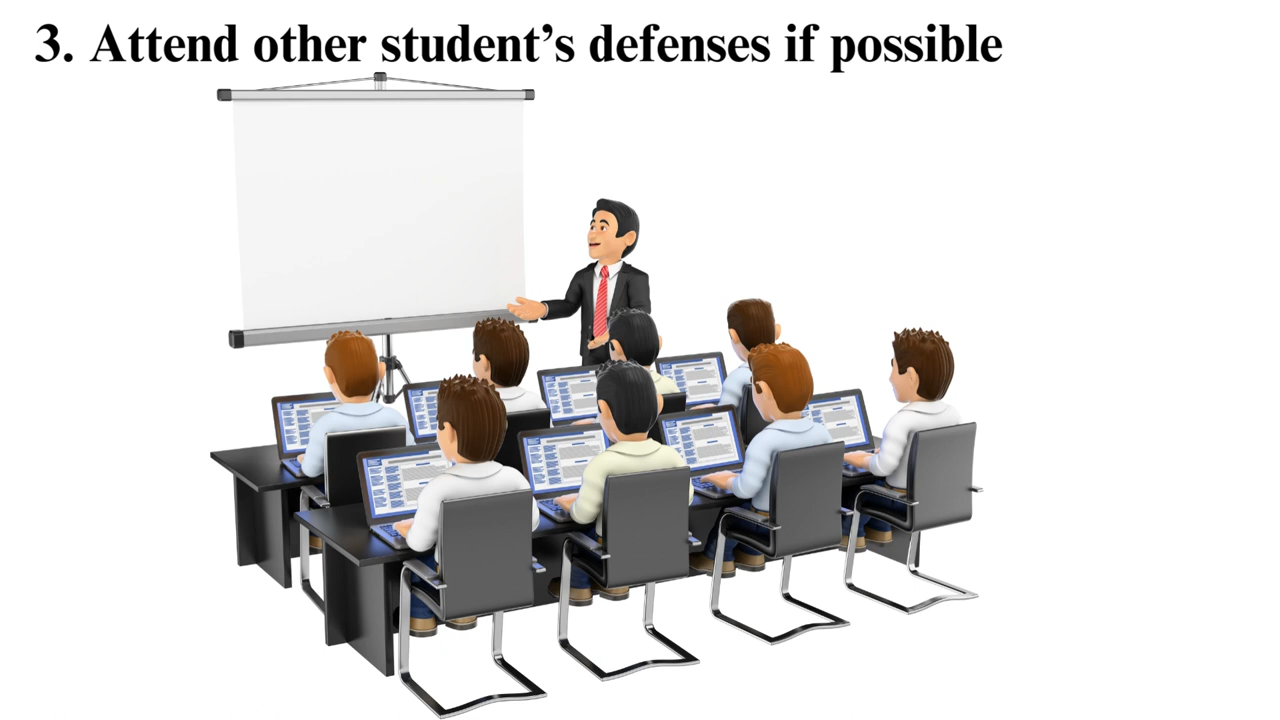 3. Attend other student’s defenses if possible